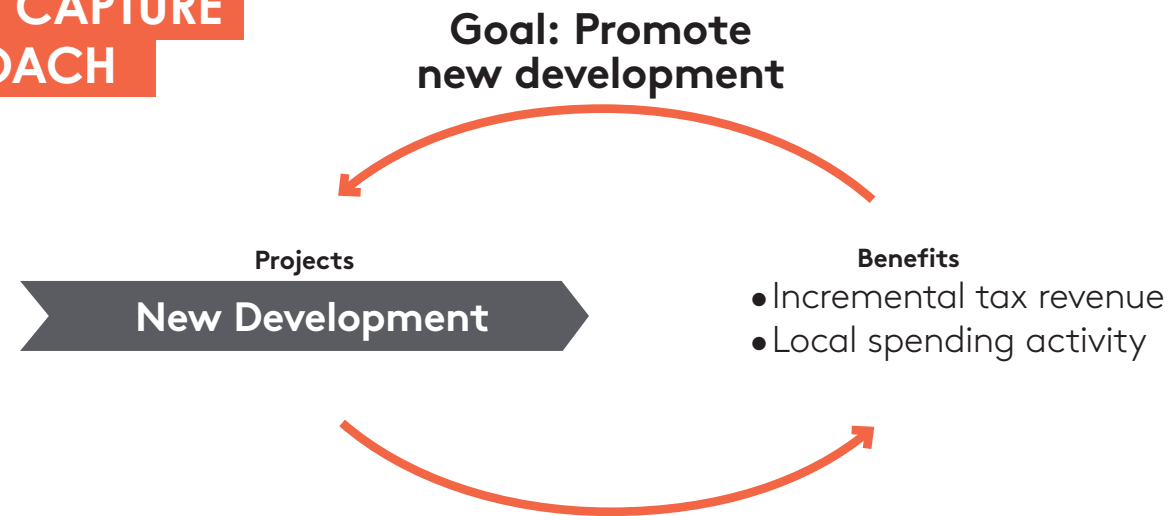 CAPTURE
OACH
Goal: Promote
new development
Projects
New Development
Benefits
•Incremental tax revenue
•Local spending activity